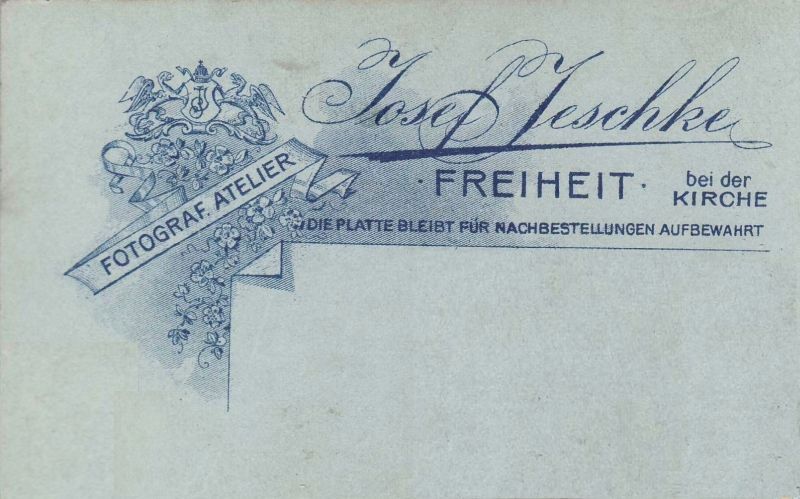 Josef Jeschke
FOTOGRAF. ATELIER
· FREIHEIT ·
bei der
KIRCHE
DIE PLATTE BLEIBT FÜR NACHBESTELLUNGEN AUFBEWAHRT